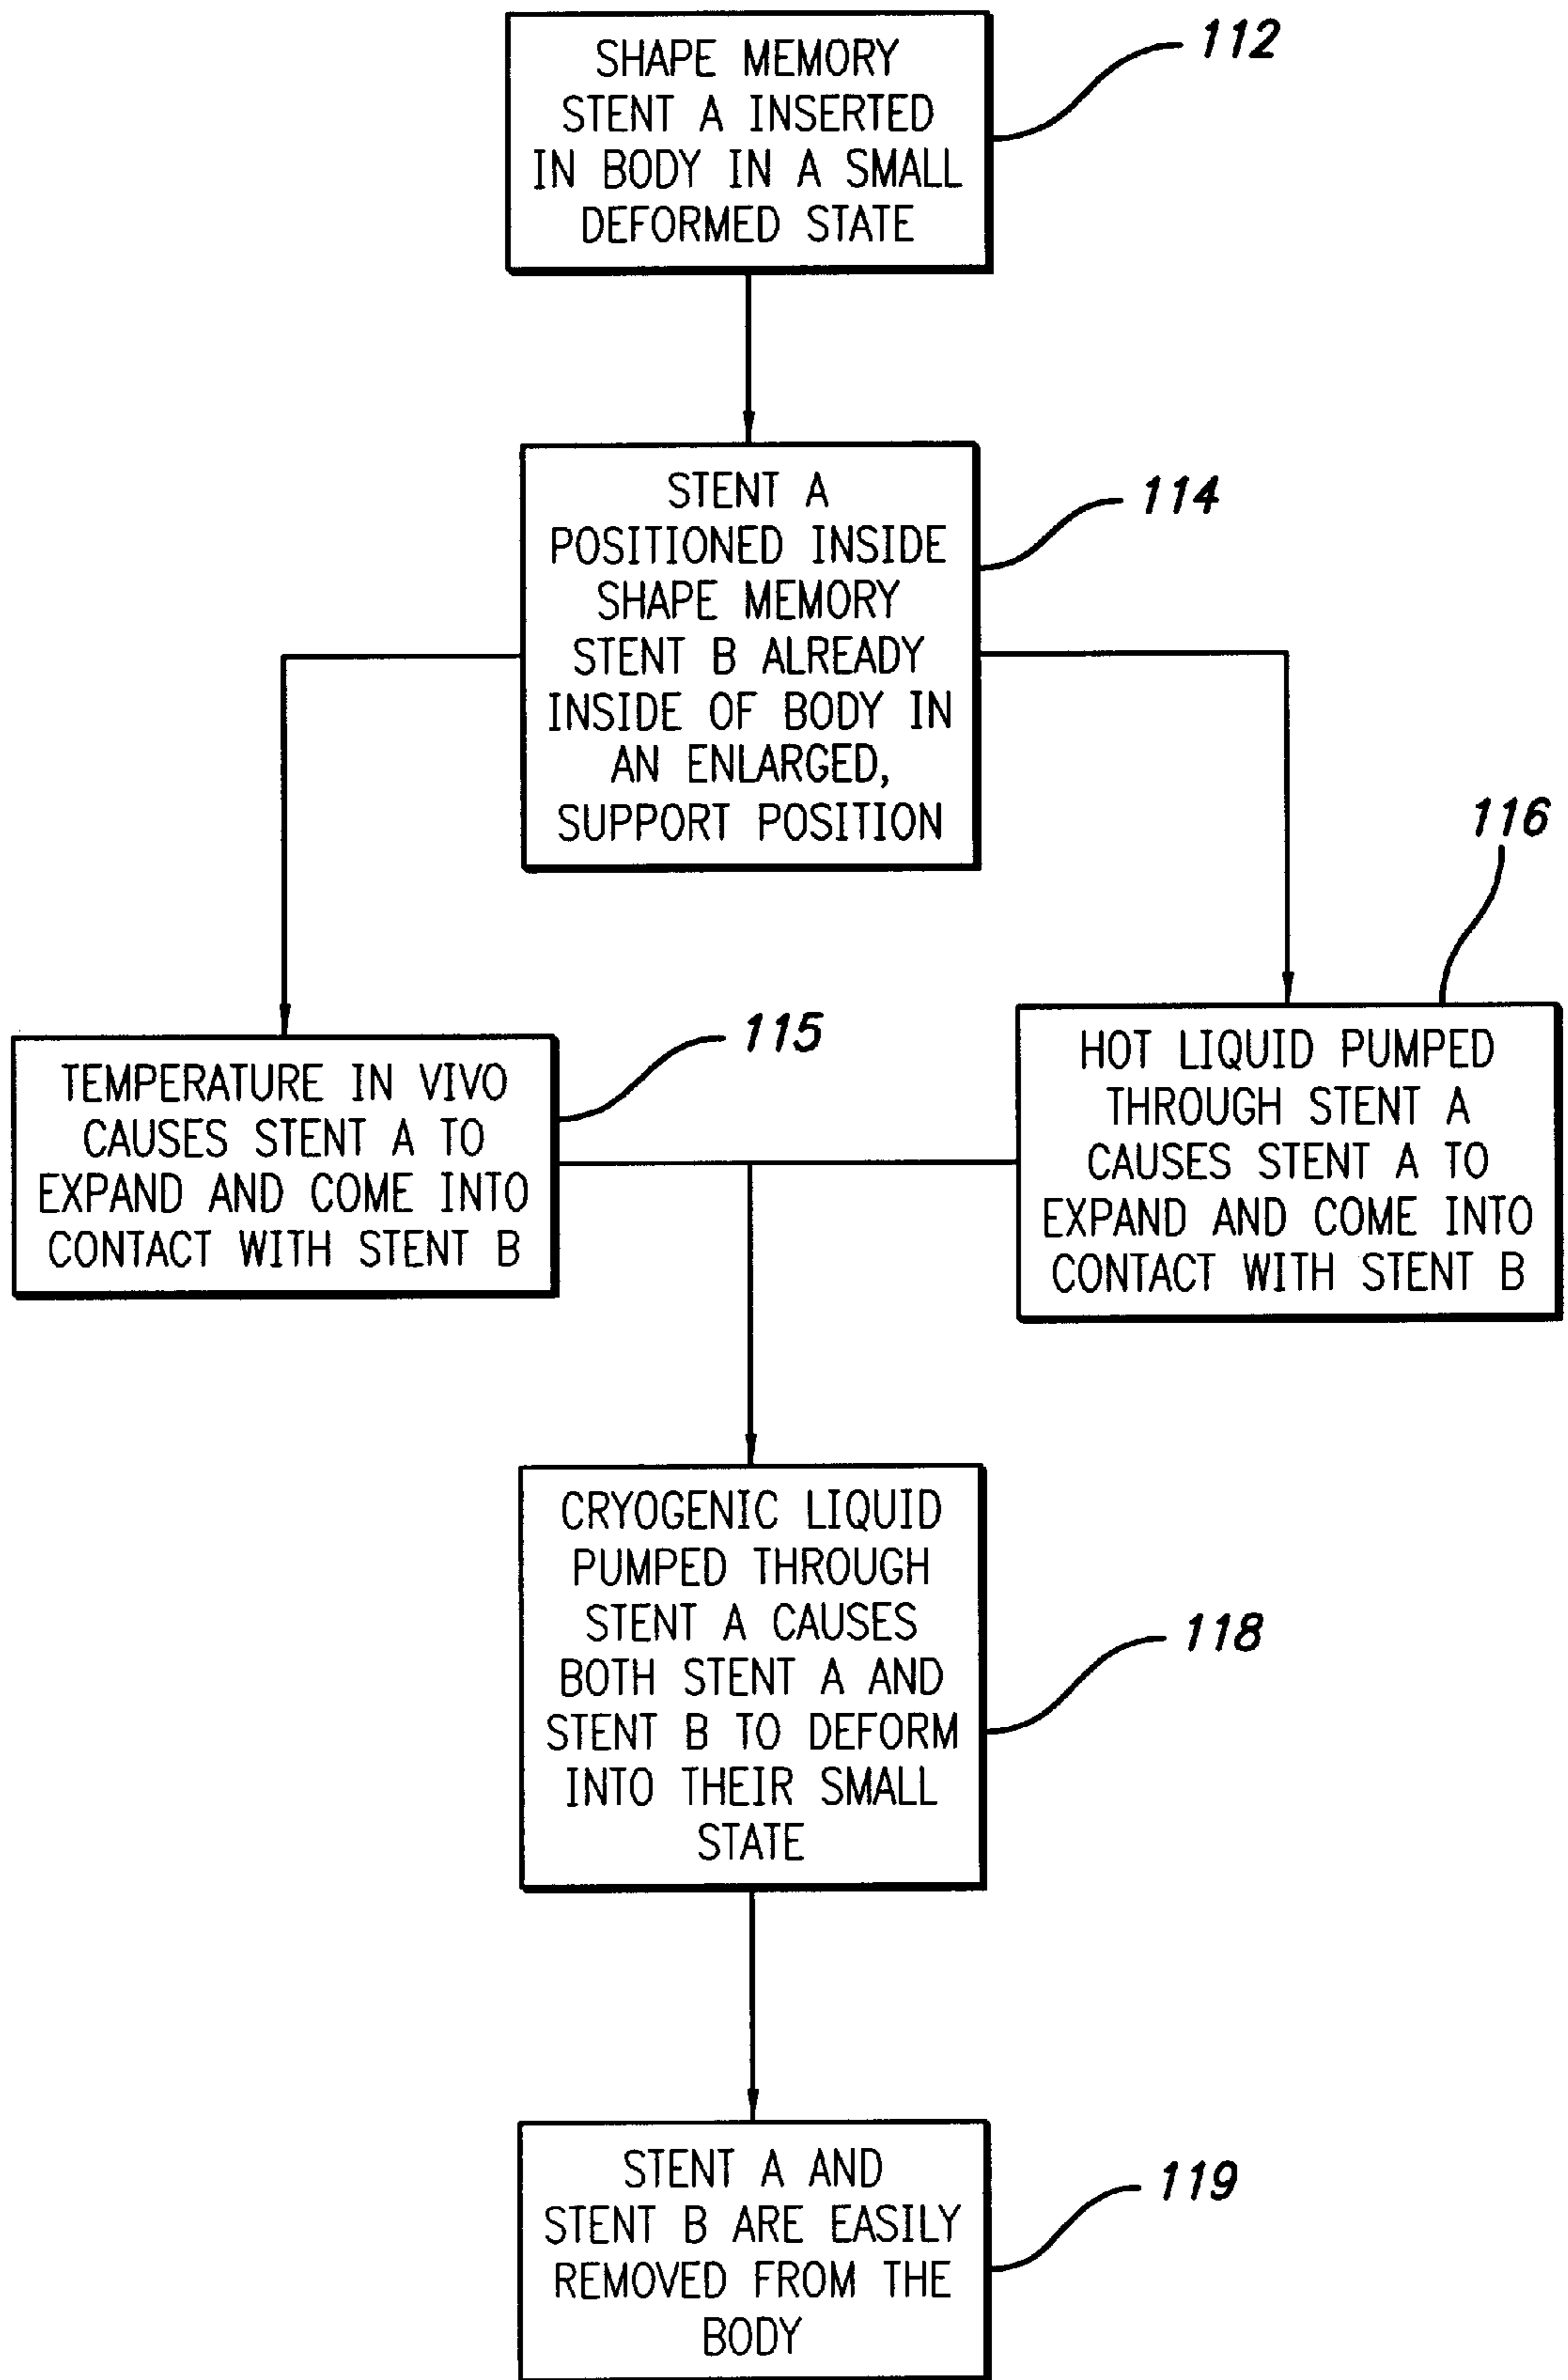 SHAPE MEMORY
STENT A INSERTED
IN BODY IN A SMALL
DEFORMED STATE
112
STENT A
POSITIONED INSIDE
SHAPE MEMORY
STENT B ALREADY
INSIDE OF BODY IN
AN ENLARGED,
SUPPORT POSITION
114
TEMPERATURE IN VIVO
CAUSES STENT A TO
EXPAND AND COME INTO
CONTACT WITH STENT B
115
HOT LIQUID PUMPED
THROUGH STENT A
CAUSES STENT A TO
EXPAND AND COME INTO
CONTACT WITH STENT B
116
CRYOGENIC LIQUID
PUMPED THROUGH
STENT A CAUSES
BOTH STENT A AND
STENT B TO DEFORM
INTO THEIR SMALL
STATE
118
STENT A AND
STENT B ARE EASILY
REMOVED FROM THE
BODY
119